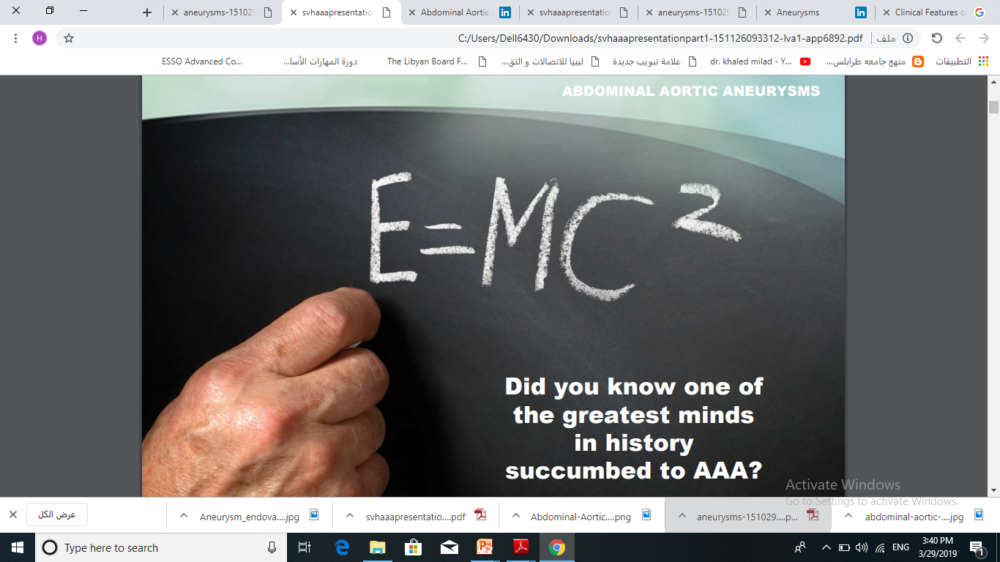 aneurysms-15102
svhaaapresentatio
Abdominal Aortic
svhaaapresentatio
aneurysms-15102
Aneurysms
Clinical Features o
H
C:/Users/Dell6430/Downloads/svhaaapresentationpart1-151126093312-lva1-app6892.pdf
ملف
ESSO Advanced Co...
دورة المهارات الأسا...
The Libyan Board F...
ليبيا للاتصالات و التق...
علامة تبويب جديدة
dr. khaled milad - Y...
منهج جامعه طرابلس...
التطبيقات
ABDOMINAL AORTIC ANEURYSMS
E=MC²
Did you know one of
the greatest minds
in history
succumbed to AAA?
Activate Windows
Go to Settings to activate Windows.
عرض الكل
Aneurysm_endova....jpg
svhaaapresentatio....pdf
Abdominal-Aortic....png
aneurysms-151029....p...
abdominal-aortic-....jpg
Type here to search
ENG
3:40 PM
3/29/2019
1